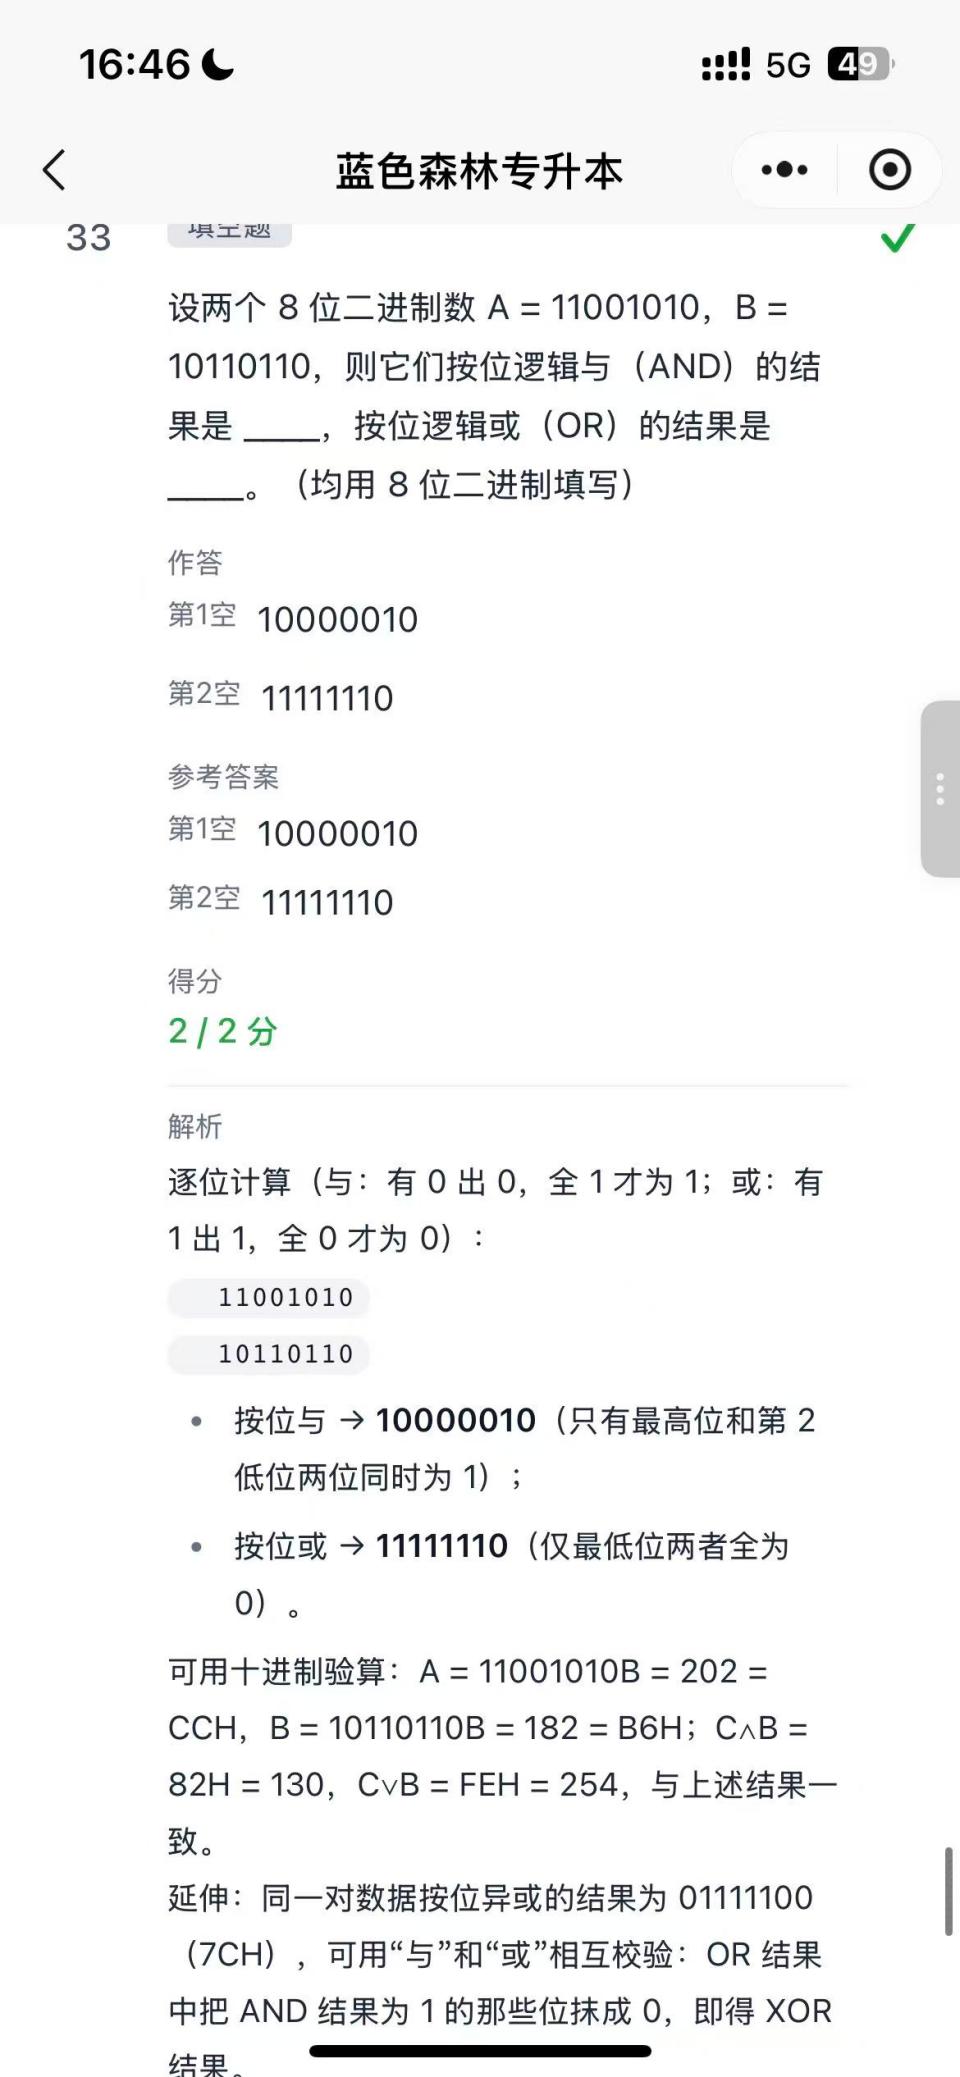 16:46
5G
49
蓝色森林专升本
33
填空题
设两个 8 位二进制数 A = 11001010，B =
10110110，则它们按位逻辑与（AND）的结
果是 ____，按位逻辑或（OR）的结果是
____。（均用 8 位二进制填写）
作答
第1空 10000010
第2空 11111110
参考答案
第1空 10000010
第2空 11111110
得分
2 / 2 分
解析
逐位计算（与：有 0 出 0，全 1 才为 1；或：有
1 出 1，全 0 才为 0）：
11001010
10110110
• 按位与 → 10000010（只有最高位和第 2
低位两位同时为 1）；
• 按位或 → 11111110（仅最低位两者全为
0）。
可用十进制验算：A = 11001010B = 202 =
CCH，B = 10110110B = 182 = B6H；C∧B =
82H = 130，C∨B = FEH = 254，与上述结果一
致。
延伸：同一对数据按位异或的结果为 01111100
（7CH），可用“与”和“或”相互校验：OR 结果
中把 AND 结果为 1 的那些位抹成 0，即得 XOR
结果。